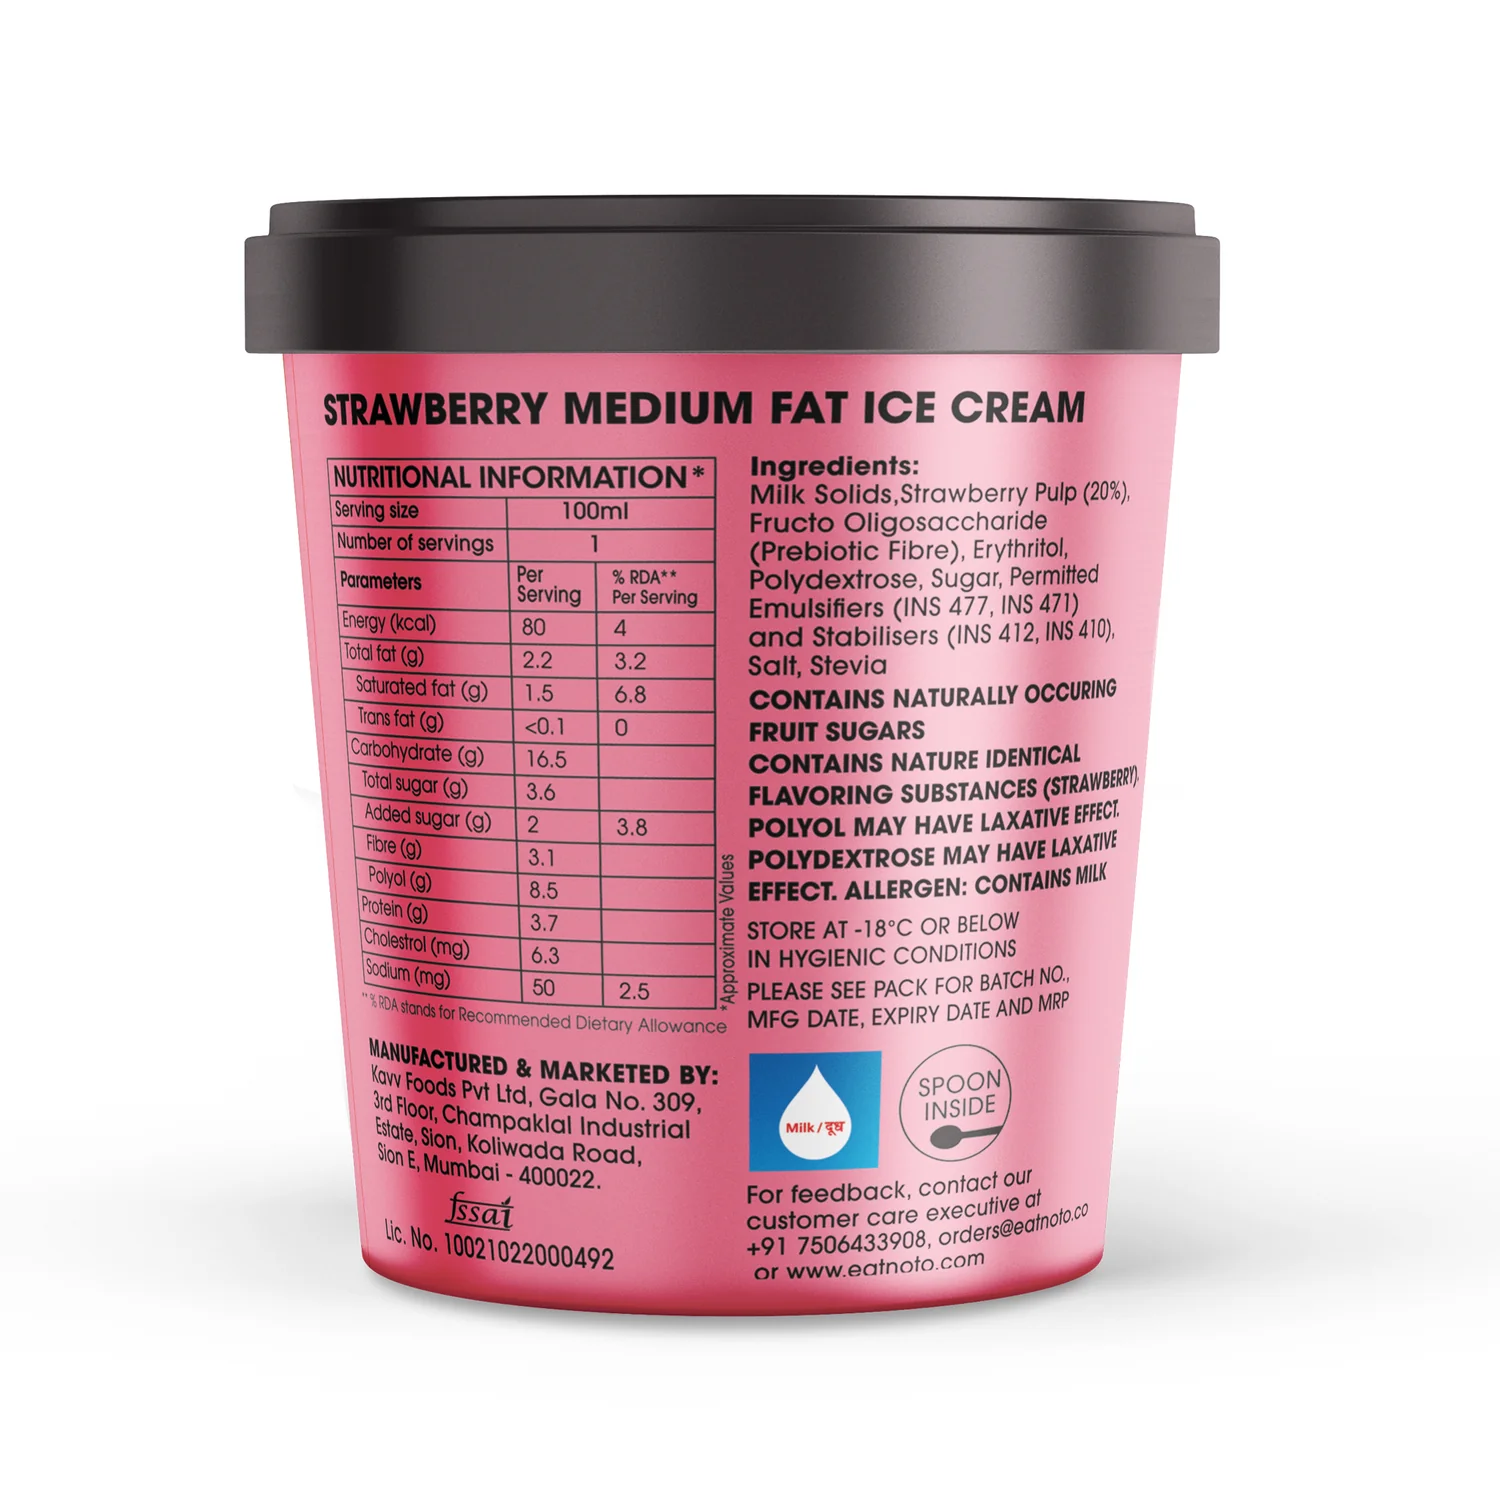 STRAWBERRY MEDIUM FAT ICE CREAM
NUTRITIONAL INFORMATION*
Serving size 100ml
Number of servings 1
Parameters Per Serving % RDA** Per Serving
Energy (kcal) 80 4
Total fat (g) 2.2 3.2
Saturated fat (g) 1.5 6.8
Trans fat (g) <0.1 0
Carbohydrate (g) 16.5
Total sugar (g) 3.6
Added sugar (g) 2 3.8
Fibre (g) 3.1
Polyol (g) 8.5
Protein (g) 3.7
Cholestrol (mg) 6.3
Sodium (mg) 50 2.5
*Approximate Values
**% RDA stands for Recommended Dietary Allowance
MANUFACTURED & MARKETED BY:
Kavv Foods Pvt Ltd, Gala No. 309,
3rd Floor, Champaklal Industrial
Estate, Sion, Koliwada Road,
Sion E, Mumbai - 400022.
fssai
Lic. No. 10021022000492
Ingredients:
Milk Solids,Strawberry Pulp (20%),
Fructo Oligosaccharide
(Prebiotic Fibre), Erythritol,
Polydextrose, Sugar, Permitted
Emulsifiers (INS 477, INS 471)
and Stabilisers (INS 412, INS 410),
Salt, Stevia
CONTAINS NATURALLY OCCURING
FRUIT SUGARS
CONTAINS NATURE IDENTICAL
FLAVORING SUBSTANCES (STRAWBERRY).
POLYOL MAY HAVE LAXATIVE EFFECT.
POLYDEXTROSE MAY HAVE LAXATIVE
EFFECT. ALLERGEN: CONTAINS MILK
STORE AT -18°C OR BELOW
IN HYGIENIC CONDITIONS
PLEASE SEE PACK FOR BATCH NO.,
MFG DATE, EXPIRY DATE AND MRP
Milk / दूध
SPOON
INSIDE
For feedback, contact our
customer care executive at
+91 7506433908, orders@eatnoto.co
or www.eatnoto.com